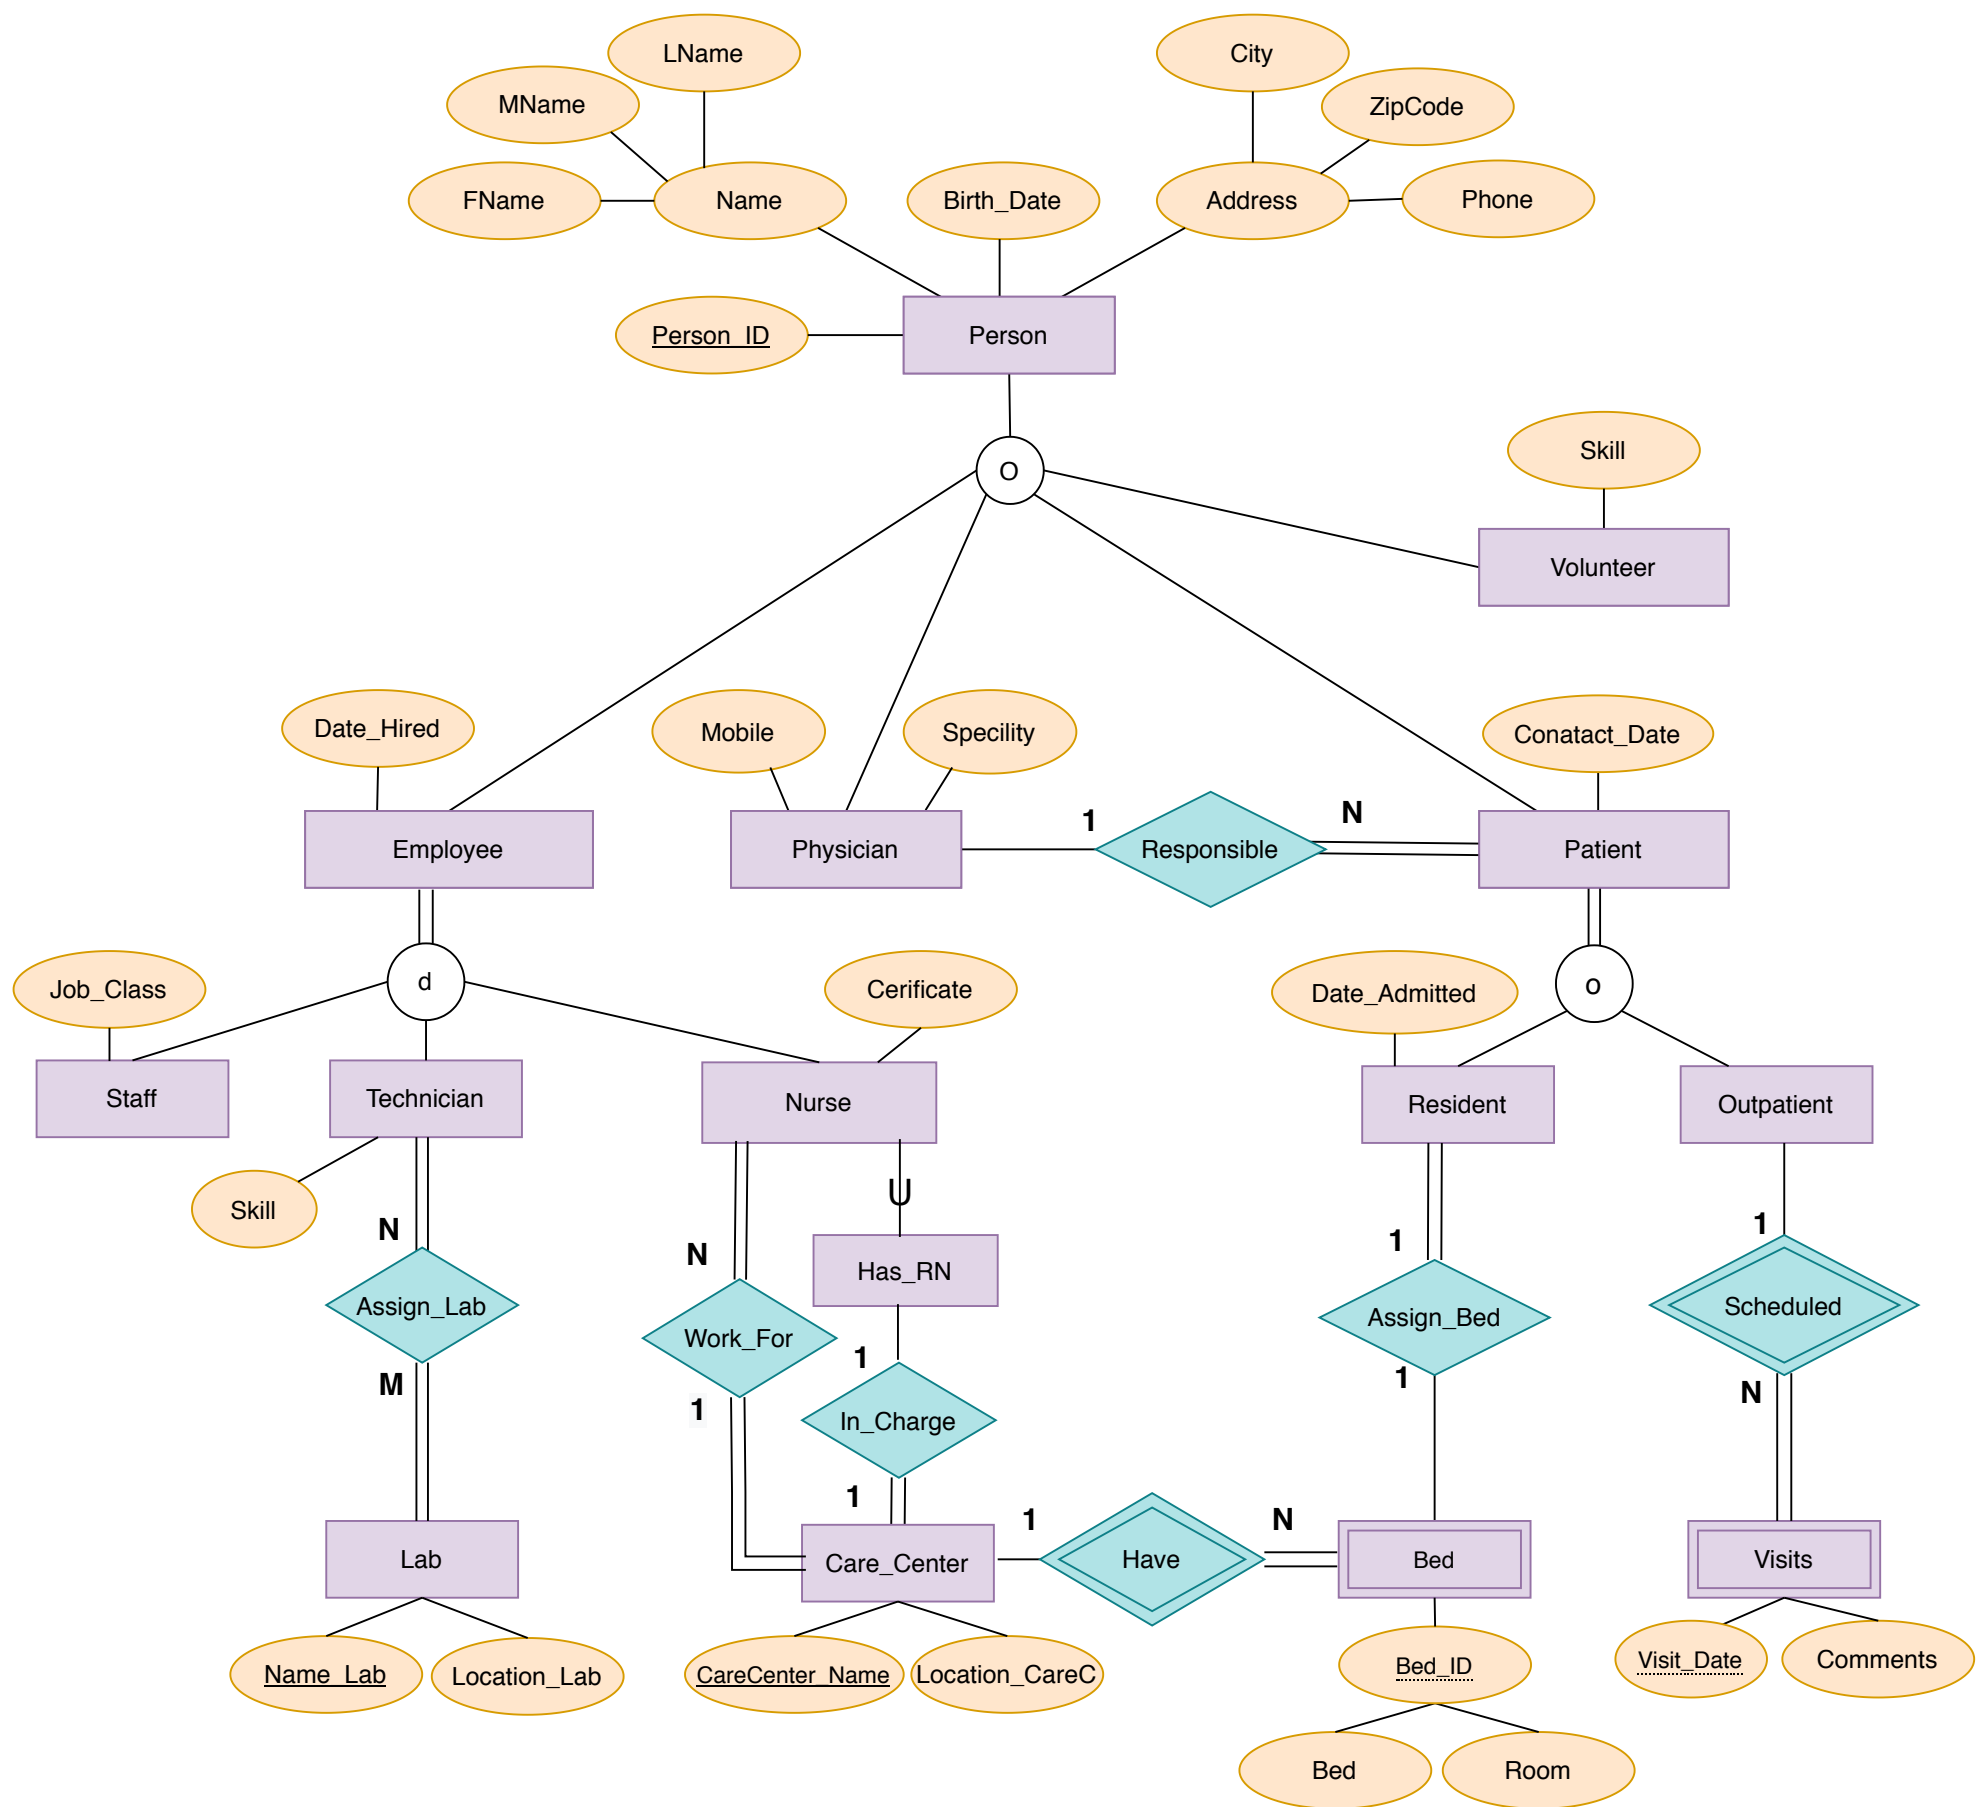 LName
City
MName
ZipCode
FName
Name
Birth_Date
Address
Phone
Person_ID
Person
O
Skill
Volunteer
Date_Hired
Mobile
Specility
Conatact_Date
Employee
Physician
1
Responsible
N
Patient
Job_Class
d
Cerificate
Date_Admitted
o
Staff
Technician
Nurse
Resident
Outpatient
Skill
U
N
N
Has_RN
1
1
Assign_Lab
Work_For
Assign_Bed
Scheduled
M
1
1
In_Charge
1
N
1
1
N
Lab
Care_Center
Have
Bed
Visits
Name_Lab
Location_Lab
CareCenter_Name
Location_CareC
Bed_ID
Visit_Date
Comments
Bed
Room